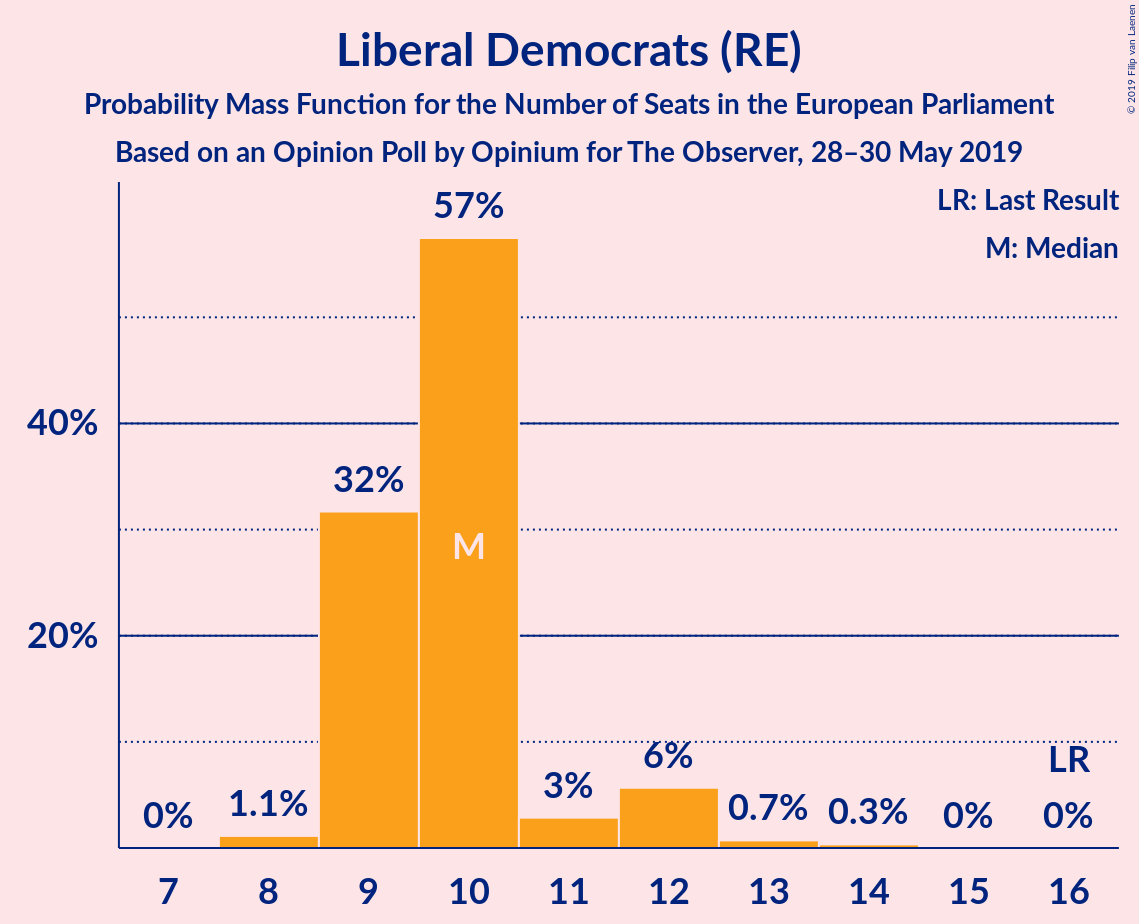 Liberal Democrats (RE)
Probability Mass Function for the Number of Seats in the European Parliament
Based on an Opinion Poll by Opinium for The Observer, 28–30 May 2019
© 2019 Filip van Laenen
LR: Last Result
M: Median
57%
40%
32%
M
20%
0%
1.1%
3%
6%
0.7%
0.3%
0%
LR
0%
7 8 9 10 11 12 13 14 15 16